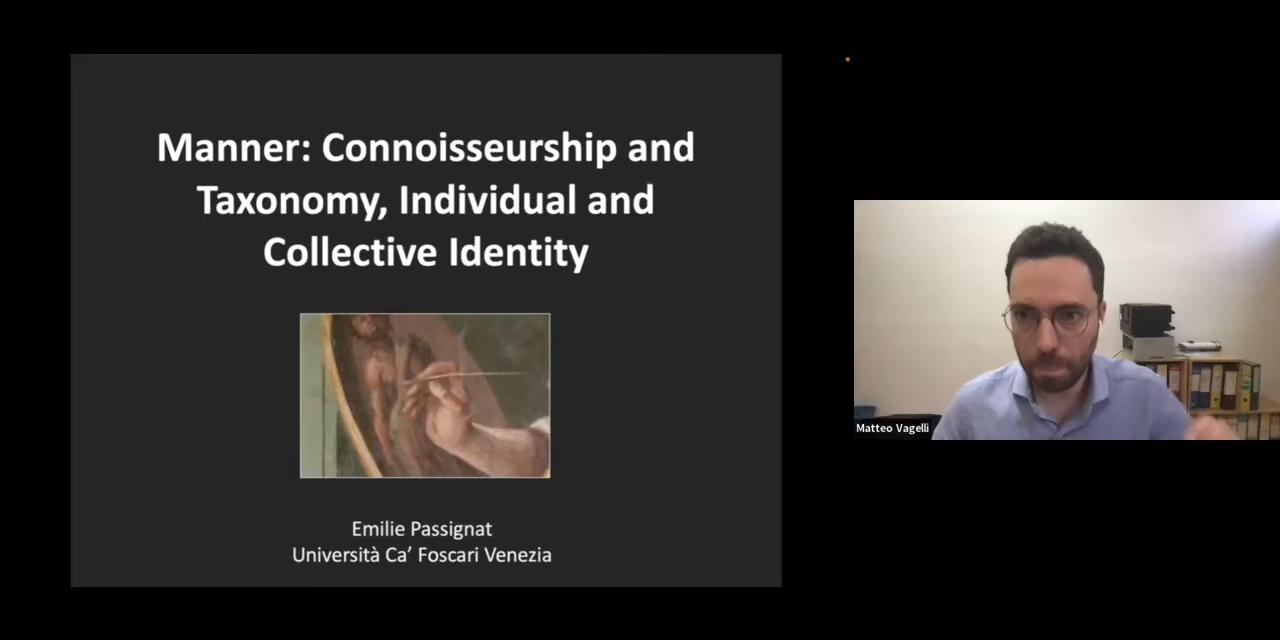 Manner: Connoisseurship and
Taxonomy, Individual and
Collective Identity
Emilie Passignat
Università Ca’ Foscari Venezia
Matteo Vagelli